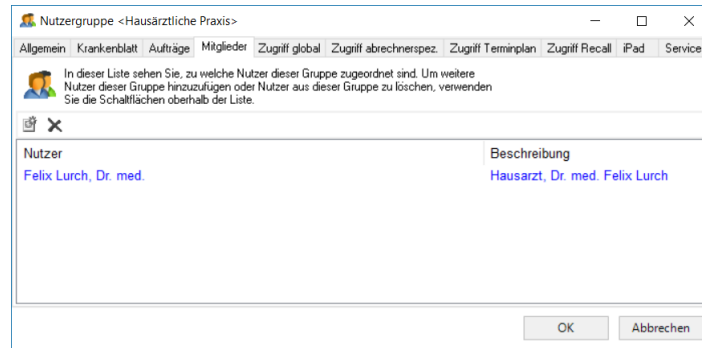 Nutzergruppe <Hausärztliche Praxis>
Allgemein Krankenblatt Aufträge Mitglieder Zugriff global Zugriff abrechnerspez. Zugriff Terminplan Zugriff Recall iPad Service
In dieser Liste sehen Sie, zu welche Nutzer dieser Gruppe zugeordnet sind. Um weitere
Nutzer dieser Gruppe hinzuzufügen oder Nutzer aus dieser Gruppe zu löschen, verwenden
Sie die Schaltflächen oberhalb der Liste.
Nutzer Beschreibung
Felix Lurch, Dr. med. Hausarzt, Dr. med. Felix Lurch
OK Abbrechen